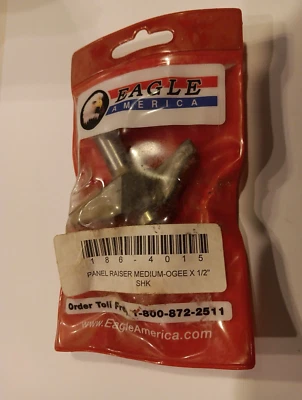 EAGLE
AMERICA
186-4015
PANEL RAISER MEDIUM-OGEE X 1/2"
SHK
Order Toll Free 1-800-872-2511
www.EagleAmerica.com